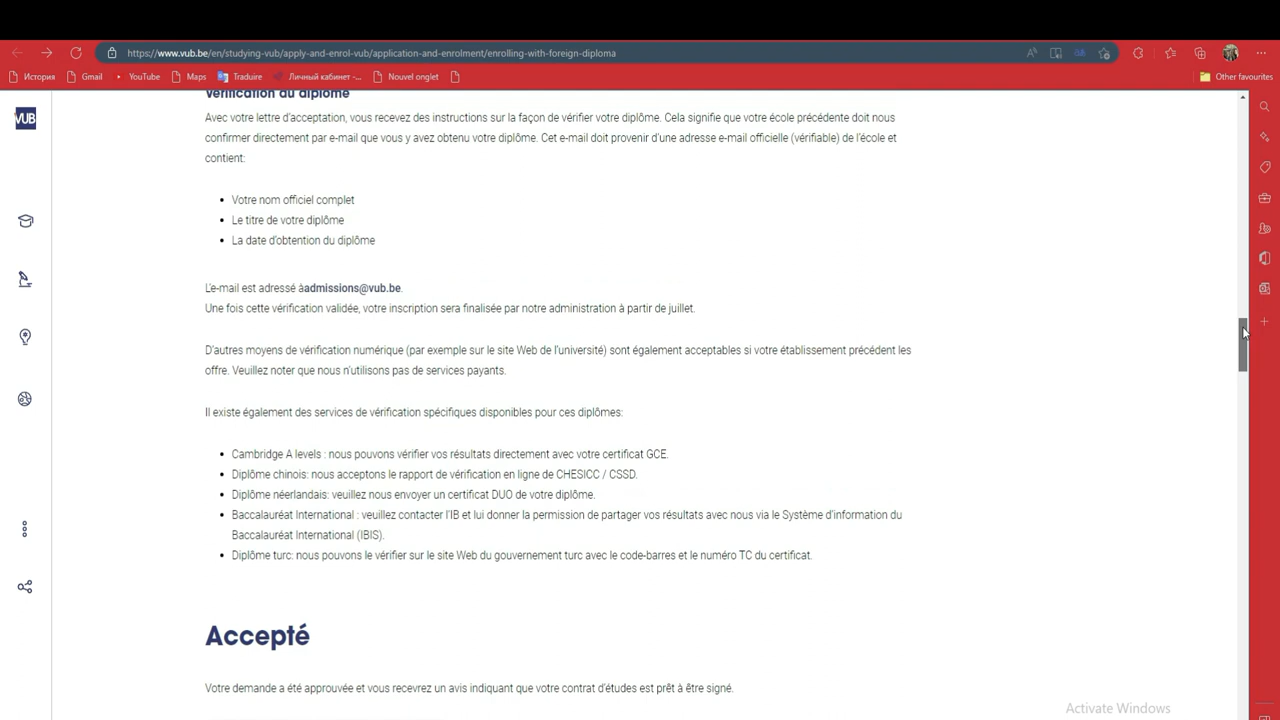 https://www.vub.be/en/studying-vub/apply-and-enrol-vub/application-and-enrolment/enrolling-with-foreign-diploma
История Gmail YouTube Maps Traduire Личный кабинет -... Nouvel onglet Other favourites
VUB
Vérification du diplôme
Avec votre lettre d'acceptation, vous recevez des instructions sur la façon de vérifier votre diplôme. Cela signifie que votre école précédente doit nous
confirmer directement par e-mail que vous y avez obtenu votre diplôme. Cet e-mail doit provenir d'une adresse e-mail officielle (vérifiable) de l'école et
contient:
Votre nom officiel complet
Le titre de votre diplôme
La date d'obtention du diplôme
L'e-mail est adressé àadmissions@vub.be.
Une fois cette vérification validée, votre inscription sera finalisée par notre administration à partir de juillet.
D'autres moyens de vérification numérique (par exemple sur le site Web de l'université) sont également acceptables si votre établissement précédent les
offre. Veuillez noter que nous n'utilisons pas de services payants.
Il existe également des services de vérification spécifiques disponibles pour ces diplômes:
Cambridge A levels : nous pouvons vérifier vos résultats directement avec votre certificat GCE.
Diplôme chinois: nous acceptons le rapport de vérification en ligne de CHESICC / CSSD.
Diplôme néerlandais: veuillez nous envoyer un certificat DUO de votre diplôme.
Baccalauréat International : veuillez contacter l'IB et lui donner la permission de partager vos résultats avec nous via le Système d'information du
Baccalauréat International (IBIS).
Diplôme turc: nous pouvons le vérifier sur le site Web du gouvernement turc avec le code-barres et le numéro TC du certificat.
Accepté
Votre demande a été approuvée et vous recevrez un avis indiquant que votre contrat d'études est prêt à être signé.
Activate Windows